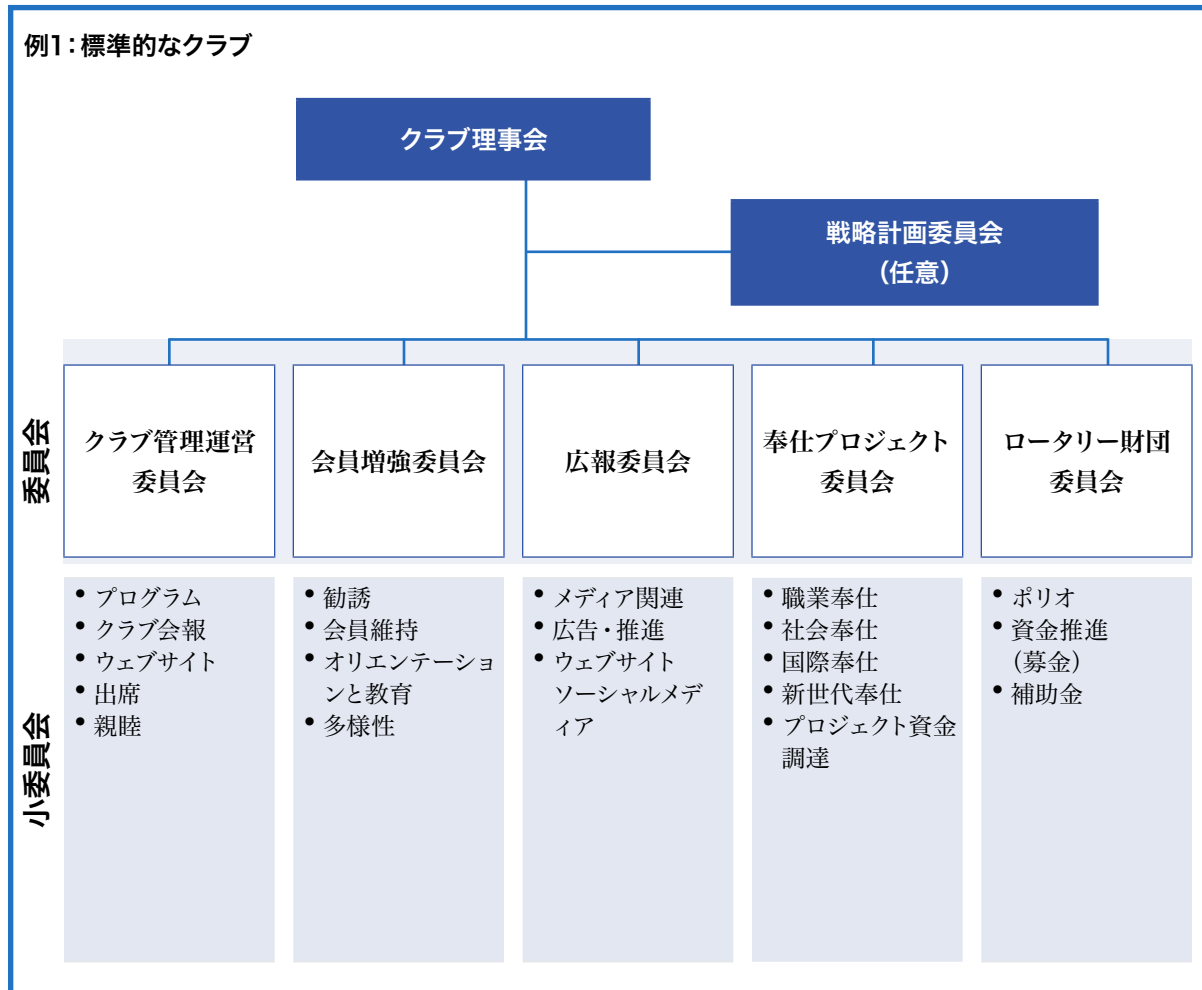 例1：標準的なクラブ
クラブ理事会
戦略計画委員会
（任意）
委員会
クラブ管理運営
委員会
会員増強委員会
広報委員会
奉仕プロジェクト
委員会
ロータリー財団
委員会
小委員会
• プログラム
• クラブ会報
• ウェブサイト
• 出席
• 親睦
• 勧誘
• 会員維持
• オリエンテーショ
ンと教育
• 多様性
• メディア関連
• 広告・推進
• ウェブサイト
ソーシャルメデ
ィア
• 職業奉仕
• 社会奉仕
• 国際奉仕
• 新世代奉仕
• プロジェクト資金
調達
• ポリオ
• 資金推進
（募金）
• 補助金